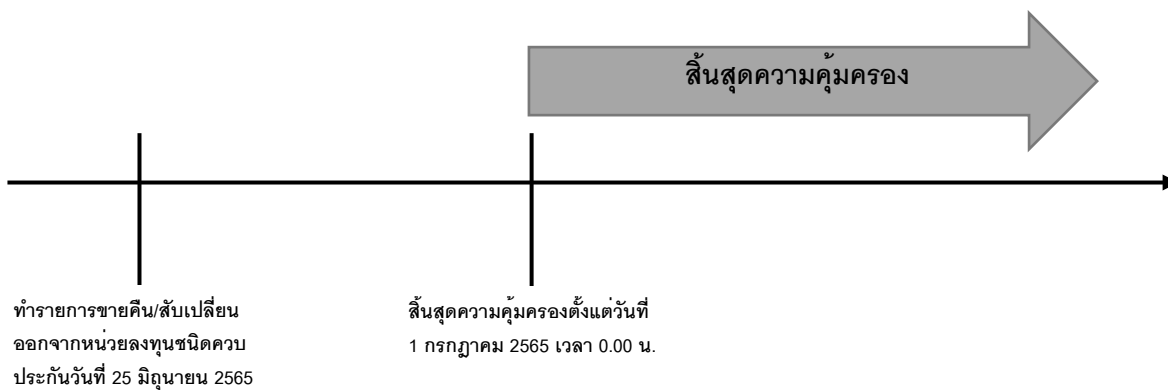 สิ้นสุดความคุ้มครอง
ทำรายการขายคืน/สับเปลี่ยน
ออกจากหน่วยลงทุนชนิดควบ
ประกันวันที่ 25 มิถุนายน 2565
สิ้นสุดความคุ้มครองตั้งแต่วันที่
1 กรกฎาคม 2565 เวลา 0.00 น.